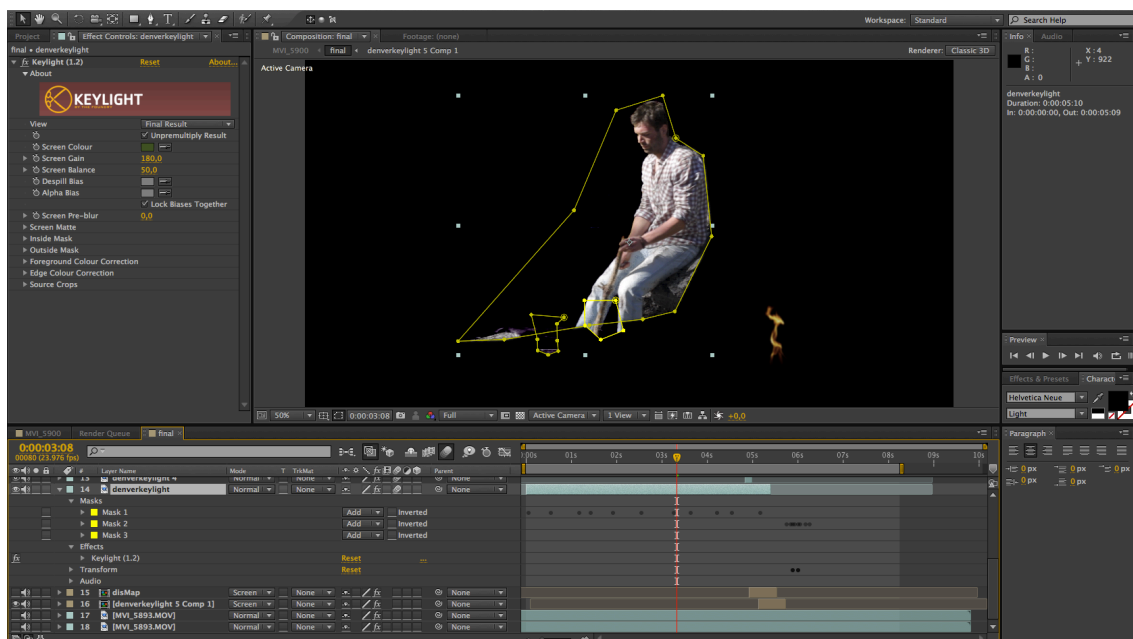 Workspace: Standard
Search Help
Project
Effect Controls: denverkeylight
Composition: final
Footage: (none)
Info
Audio
final • denverkeylight
MVI_5900
final
denverkeylight 5 Comp 1
Renderer: Classic 3D
R :
G :
B :
A : 0
X : 4
Y : 922
fx Keylight (1.2)
Reset
About...
About
KEYLIGHT
Active Camera
denverkeylight
Duration: 0:00:05:10
In: 0:00:00:00, Out: 0:00:05:09
View
Final Result
Unpremultiply Result
Screen Colour
Screen Gain
180,0
Screen Balance
50,0
Despill Bias
Alpha Bias
Lock Biases Together
Screen Pre-blur
0,0
Screen Matte
Inside Mask
Outside Mask
Foreground Colour Correction
Edge Colour Correction
Source Crops
Preview
Effects & Presets
Charact
Helvetica Neue
Light
50%
0:00:03:08
Full
Active Camera
1 View
+0,0
MVI_5900
Render Queue
final
Paragraph
0:00:03:08
00080 (23.976 fps)
:00s
01s
02s
03s
04s
05s
06s
07s
08s
09s
10s
# Layer Name
Mode
T TrkMat
Parent
0 px
0 px
0 px
0 px
0 px
13 denverkeylight 4
Normal
None
None
14 denverkeylight
Normal
None
None
Masks
Mask 1
Add
Inverted
Mask 2
Add
Inverted
Mask 3
Add
Inverted
Effects
fx
Keylight (1.2)
Reset
...
Transform
Reset
Audio
15 disMap
Screen
None
fx
None
16 [denverkeylight 5 Comp 1]
Screen
None
fx
None
17 [MVI_5893.MOV]
Normal
None
fx
None
18 [MVI_5893.MOV]
Normal
None
fx
None